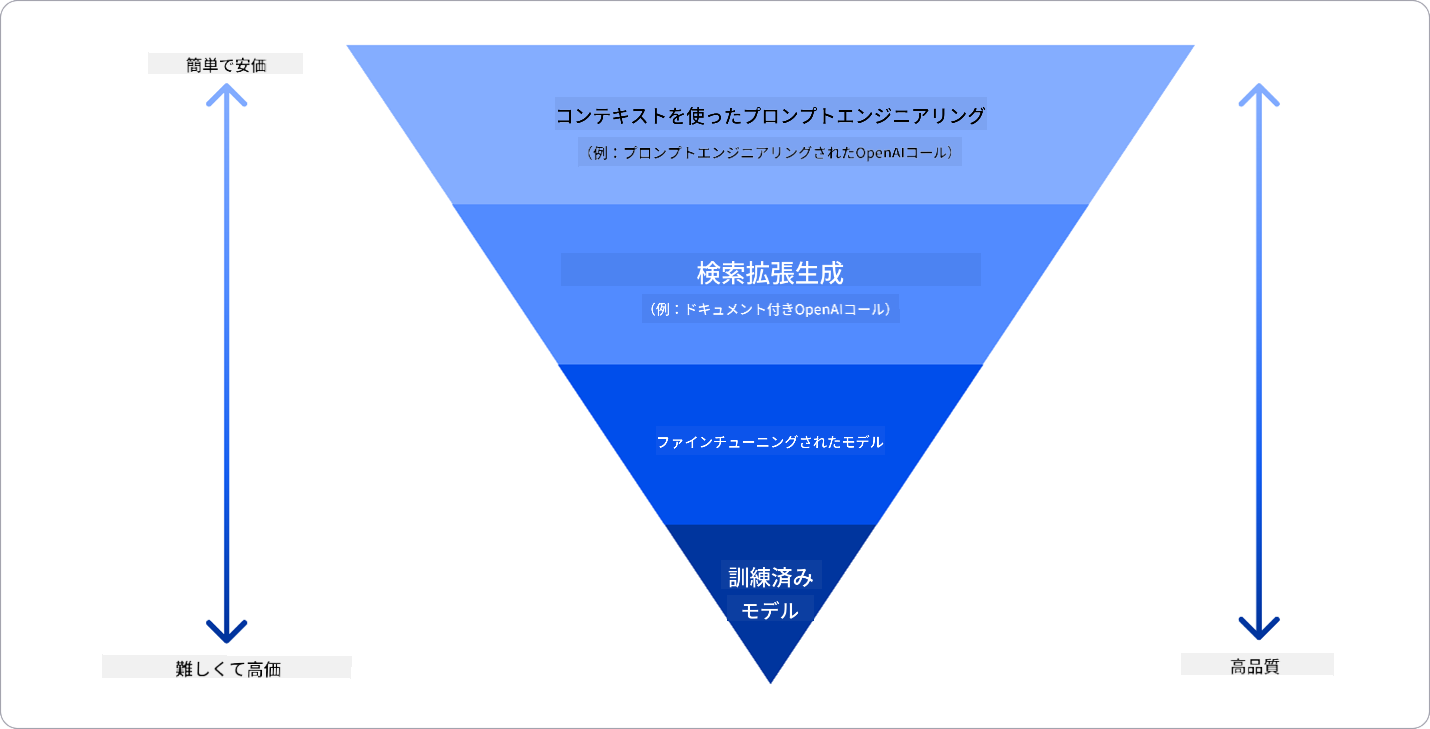 簡単で安価
コンテキストを使ったプロンプトエンジニアリング
（例：プロンプトエンジニアリングされたOpenAIコール）
検索拡張生成
（例：ドキュメント付きOpenAIコール）
ファインチューニングされたモデル
訓練済み
モデル
難しくて高価
高品質